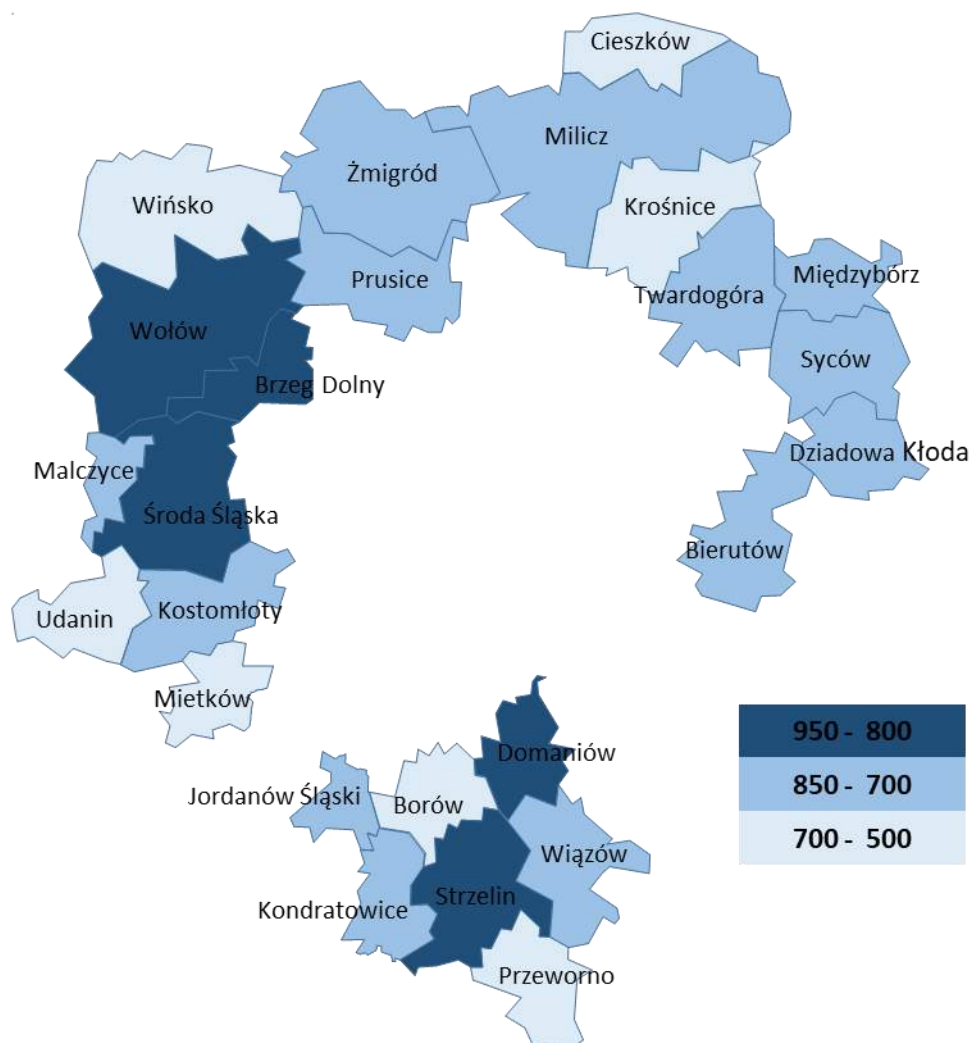 Cieszków
Milicz
Żmigród
Krośnice
Wińsko
Prusice
Twardogóra
Międzybórz
Wołów
Syców
Brzeg Dolny
Dziadowa Kłoda
Malczyce
Środa Śląska
Bierutów
Udanin
Kostomłoty
Mietków
950 - 800
850 - 700
700 - 500
Domaniów
Jordanów Śląski
Borów
Wiązów
Strzelin
Kondratowice
Przeworno